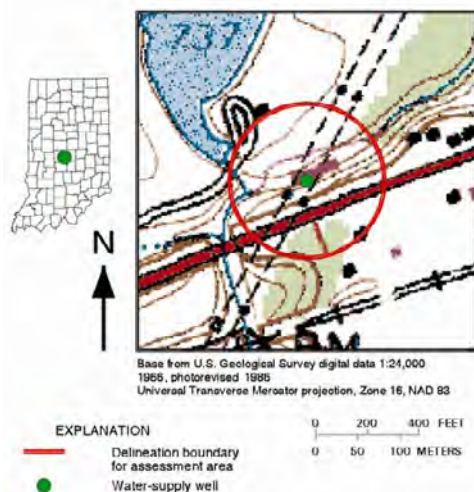 737
N
Base from U.S. Geological Survey digital data 1:24,000
1966, photorevised 1986
Universal Transverse Mercator projection, Zone 16, NAD 83
EXPLANATION
Delineation boundary
for assessment area
Water-supply well
0 200 400 FEET
0 50 100 METERS